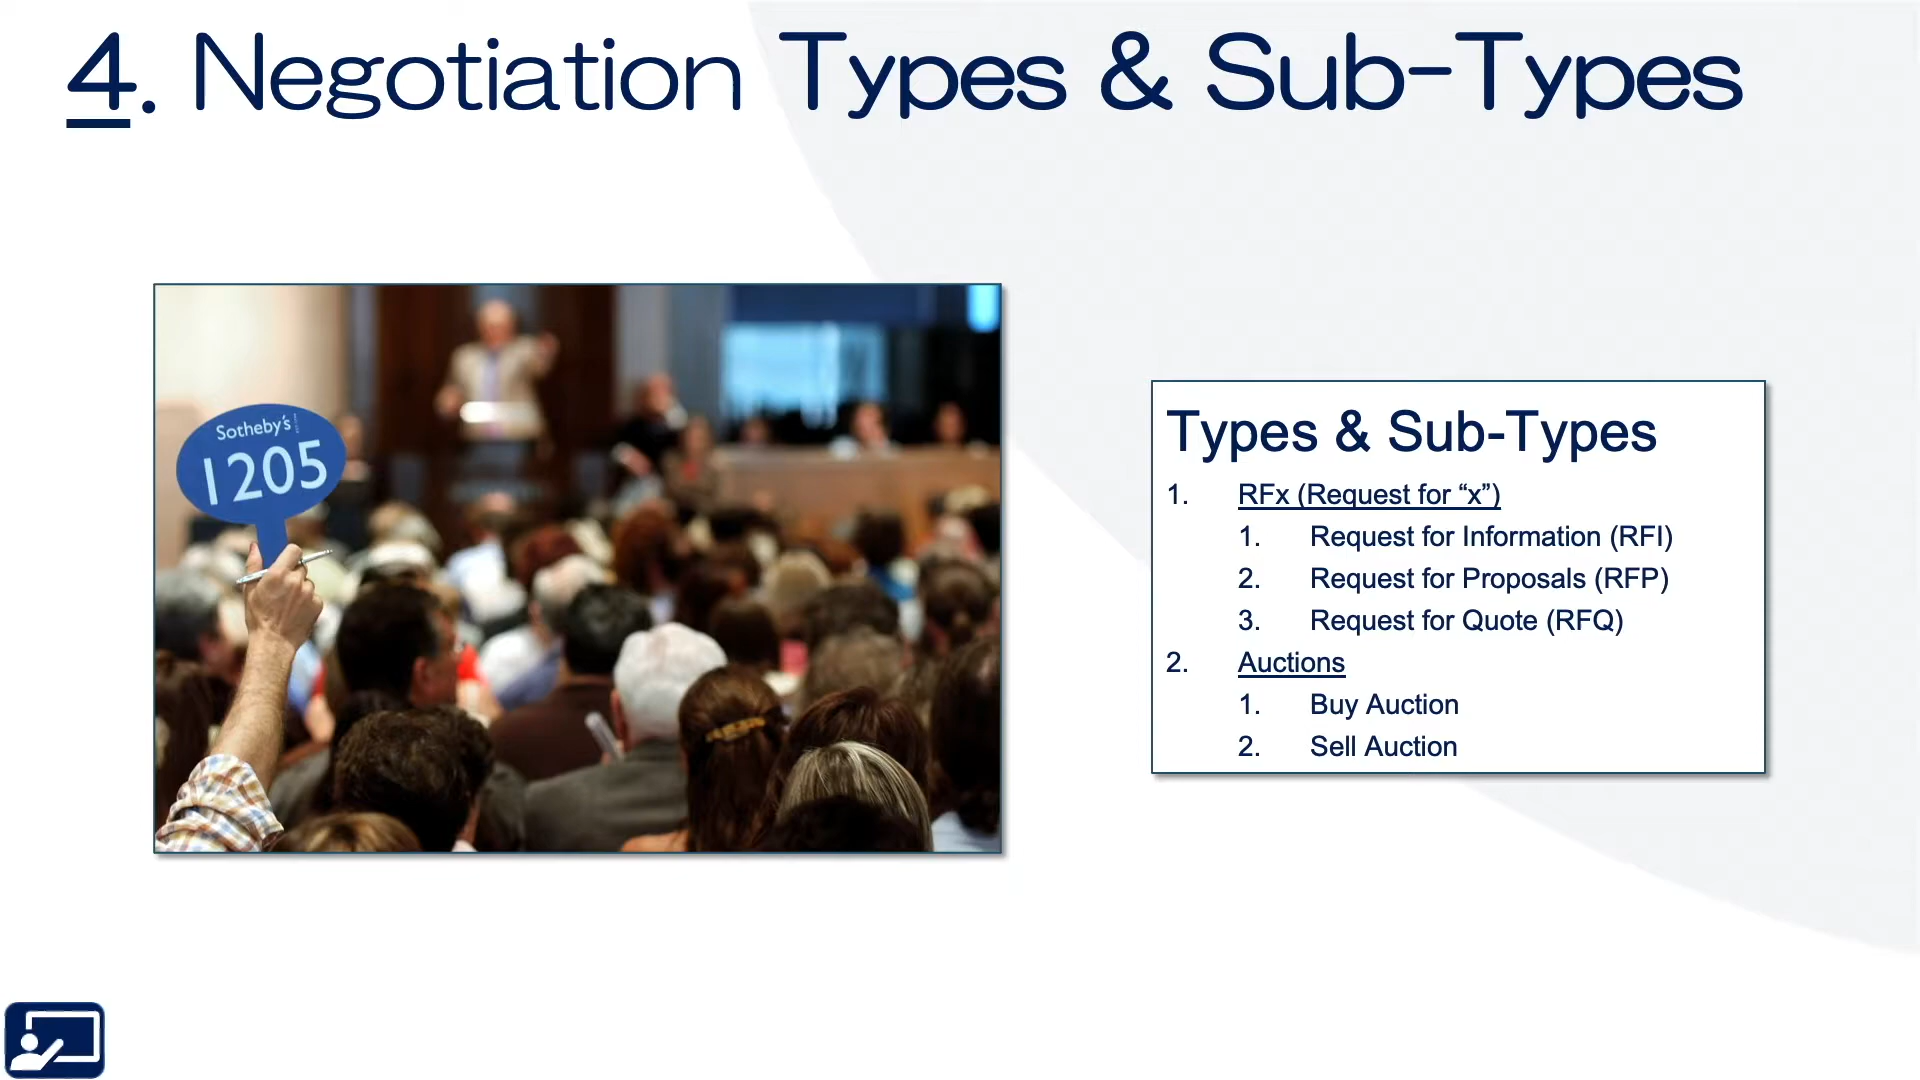 4. Negotiation Types & Sub-Types
Sotheby's
1205
Types & Sub-Types
1. RFx (Request for “x”)
1. Request for Information (RFI)
2. Request for Proposals (RFP)
3. Request for Quote (RFQ)
2. Auctions
1. Buy Auction
2. Sell Auction